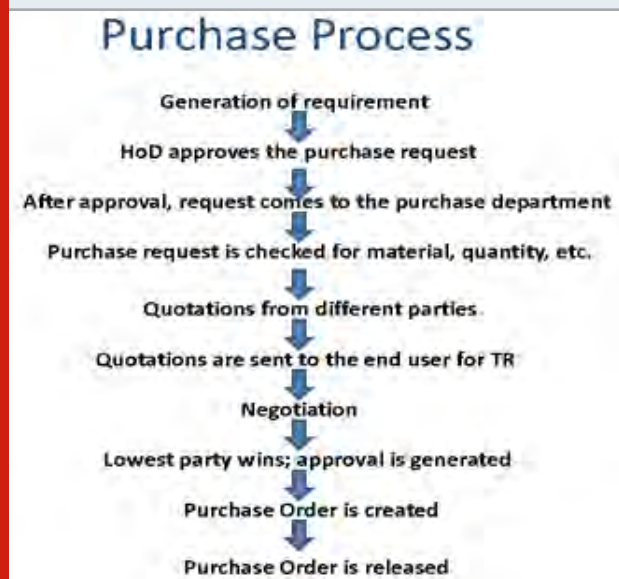 Purchase Process
Generation of requirement
HoD approves the purchase request
After approval, request comes to the purchase department
Purchase request is checked for material, quantity, etc.
Quotations from different parties
Quotations are sent to the end user for TR
Negotiation
Lowest party wins; approval is generated
Purchase Order is created
Purchase Order is released